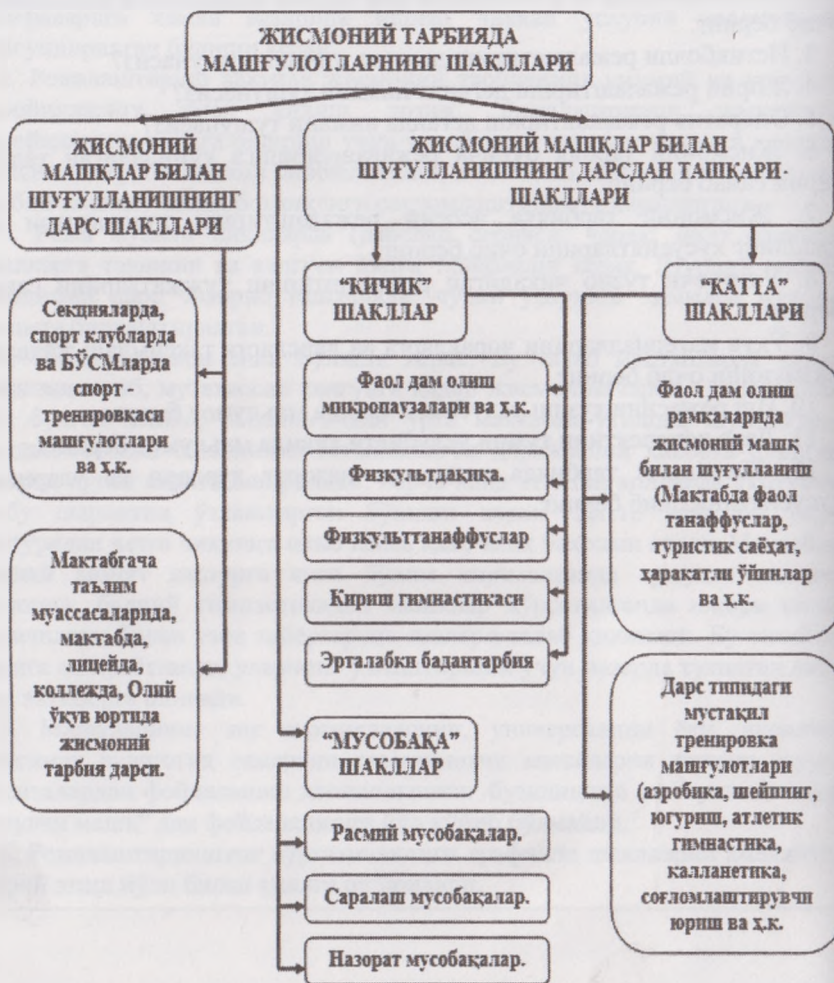 ЖИСМОНИЙ ТАРБИЯДА
МАШҒУЛОТЛАРНИНГ ШАКЛЛАРИ
ЖИСМОНИЙ
МАШҚЛАР БИЛАН
ШУҒУЛЛАНИШНИНГ
ДАРС ШАКЛЛАРИ
ЖИСМОНИЙ МАШҚЛАР БИЛАН
ШУҒУЛЛАНИШНИНГ ДАРСДАН ТАШҚАРИ-
ШАКЛЛАРИ
Секцияларда,
спорт клубларда
ва БЎСМларда
спорт -
тренировкаси
машғулотлари
ва ҳ.к.
Мактабгача
таълим
муассасаларида,
мактабда,
лицейда,
коллежда, Олий
ўқув юртида
жисмоний
тарбия дарси.
“КИЧИК”
ШАКЛЛАР
Фаол дам олиш
микропаузалари ва ҳ.к.
Физкультдақиқа.
Физкульттанаффуслар
Кириш гимнастикаси
Эрталабки бадантарбия
“МУСОБАҚА”
ШАКЛЛАР
Расмий мусобақалар.
Саралаш мусобақалар.
Назорат мусобақалар.
“КАТТА”
ШАКЛЛАРИ
Фаол дам олиш
шаклларида
жисмоний машқ
билан шуғулланиш
(Мактабда фаол
танаффуслар,
туристик саёҳат,
ҳарақатли ўйинлар
ва ҳ.к.
Дарс типидаги
мустақил
тренировка
машғулотлари
(аэробика, шейпинг,
югуриш, атлетик
гимнастика,
калланетика,
соғломлаштирувчи
юриш ва ҳ.к.